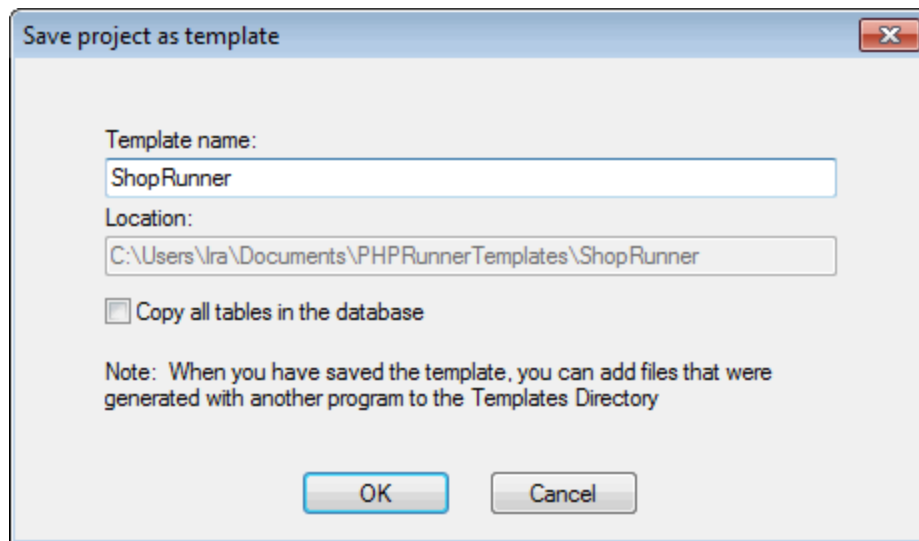 Save project as template
Template name:
ShopRunner
Location:
C:\Users\Ira\Documents\PHPRunnerTemplates\ShopRunner
Copy all tables in the database
Note:  When you have saved the template, you can add files that were
generated with another program to the Templates Directory
OK
Cancel